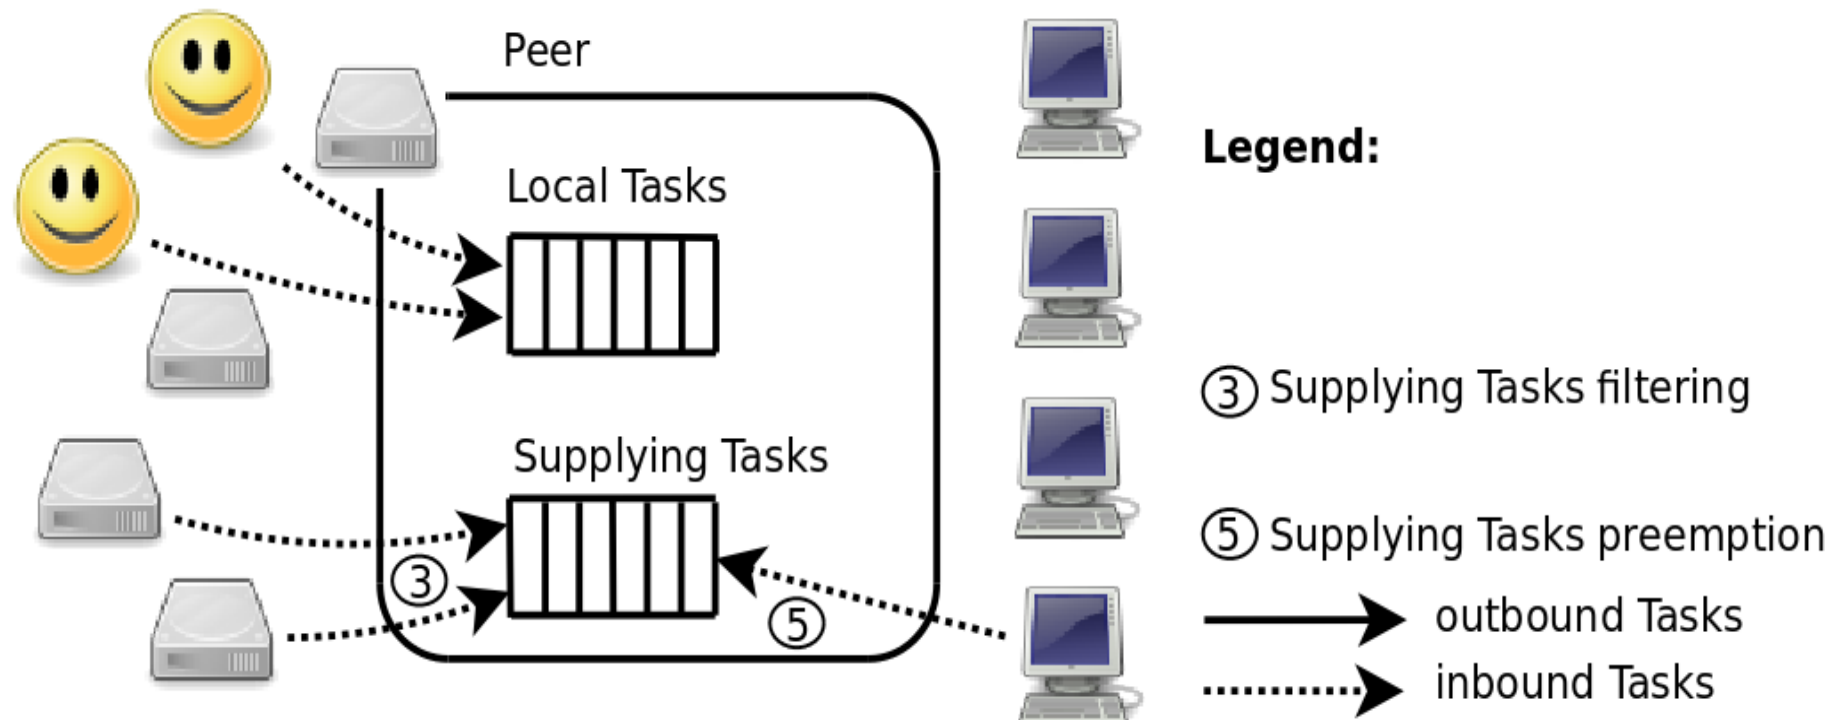 Peer
Local Tasks
Supplying Tasks
3
5
Legend:
3 Supplying Tasks filtering
5 Supplying Tasks preemption
outbound Tasks
inbound Tasks